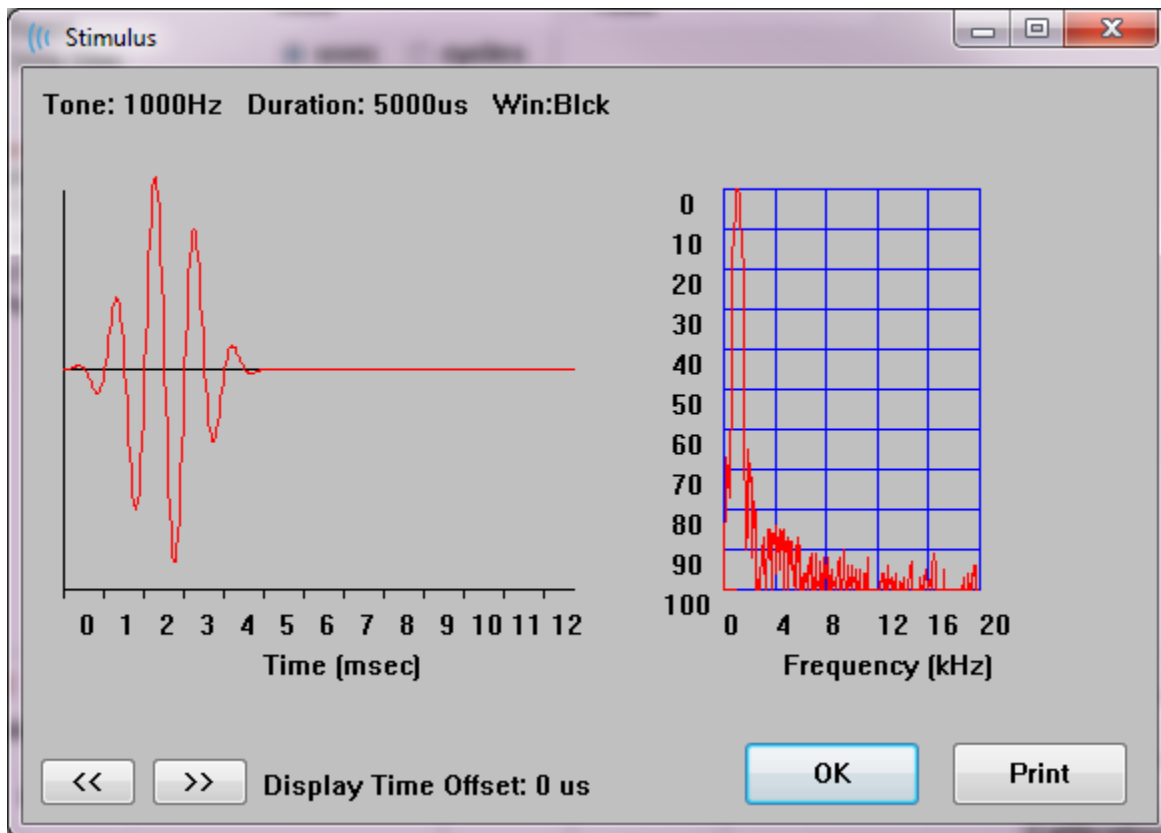 Stimulus
Tone: 1000Hz Duration: 5000us Win:Blck
0
10
20
30
40
50
60
70
80
90
100
0 1 2 3 4 5 6 7 8 9 10 11 12
Time (msec)
0 4 8 12 16 20
Frequency (kHz)
<< >> Display Time Offset: 0 us
OK Print